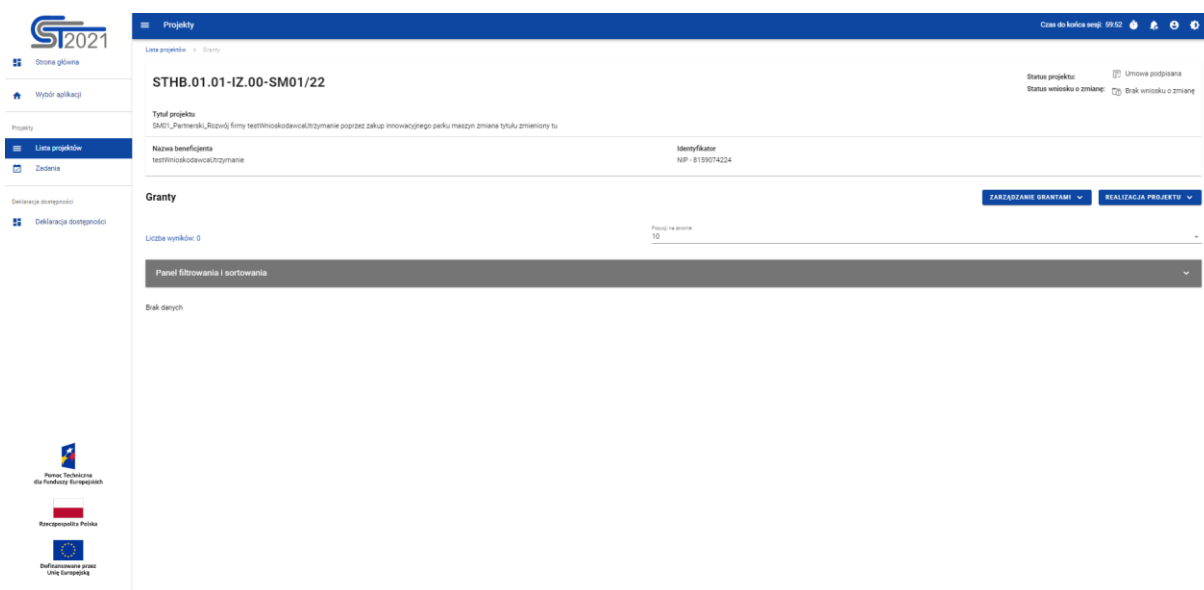 ST2021
Projekty
Czas do końca sesji: 59:52
Strona główna
Wybór aplikacji
Projekty
Lista projektów
Zadania
Deklaracja dostępności
Deklaracja dostępności
Lista projektów > Granty
STHB.01.01-IZ.00-SM01/22
Status projektu: Umowa podpisana
Status wniosku o zmianę: Brak wniosku o zmianę
Tytuł projektu
SM01_Partnerski_Rozwój firmy testWnioskodawcaUtrzymanie poprzez zakup innowacyjnego parku maszyn zmiana tytułu zmieniony tu
Nazwa beneficjenta
testWnioskodawcaUtrzymanie
Identyfikator
NIP - 8159074224
Granty
ZARZĄDZANIE GRANTAMI
REALIZACJA PROJEKTU
Liczba wyników: 0
Pozycji na stronie
10
Panel filtrowania i sortowania
Brak danych
Pomoc Techniczna
dla Funduszy Europejskich
Rzeczpospolita Polska
Dofinansowane przez
Unię Europejską